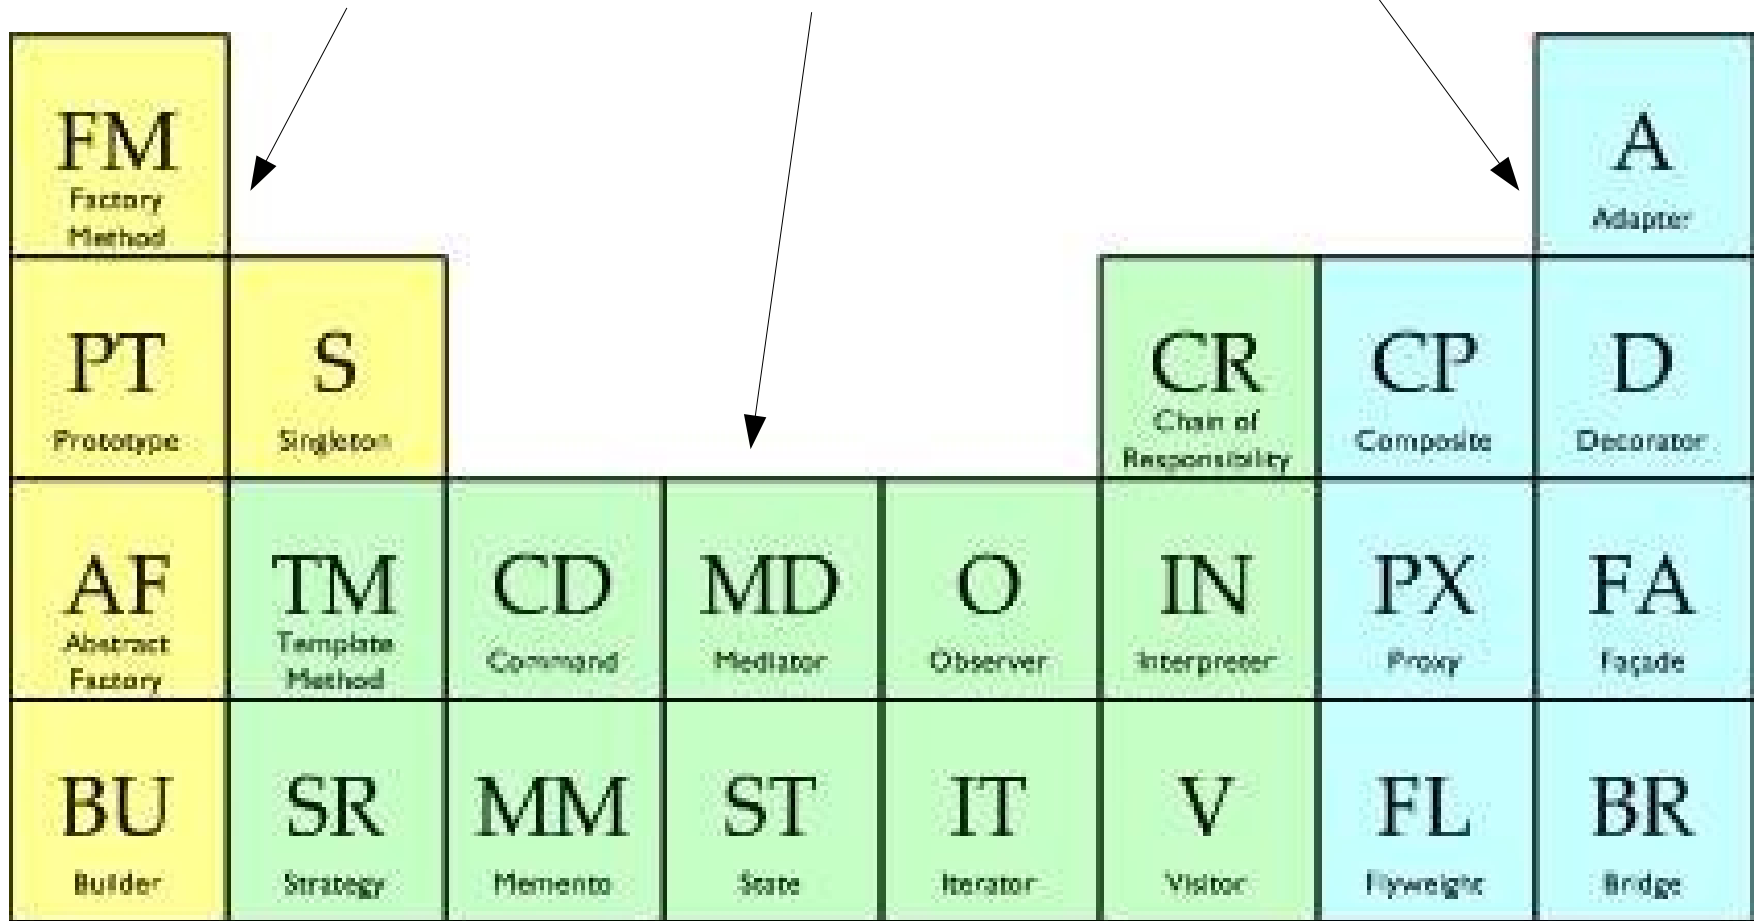 FM
Factory
Method
A
Adapter
PT
Prototype
S
Singleton
CR
Chain of
Responsibility
CP
Composite
D
Decorator
AF
Abstract
Factory
TM
Template
Method
CD
Command
MD
Mediator
O
Observer
IN
Interpreter
PX
Proxy
FA
Façade
BU
Builder
SR
Strategy
MM
Memento
ST
State
IT
Iterator
V
Visitor
FL
Flyweight
BR
Bridge